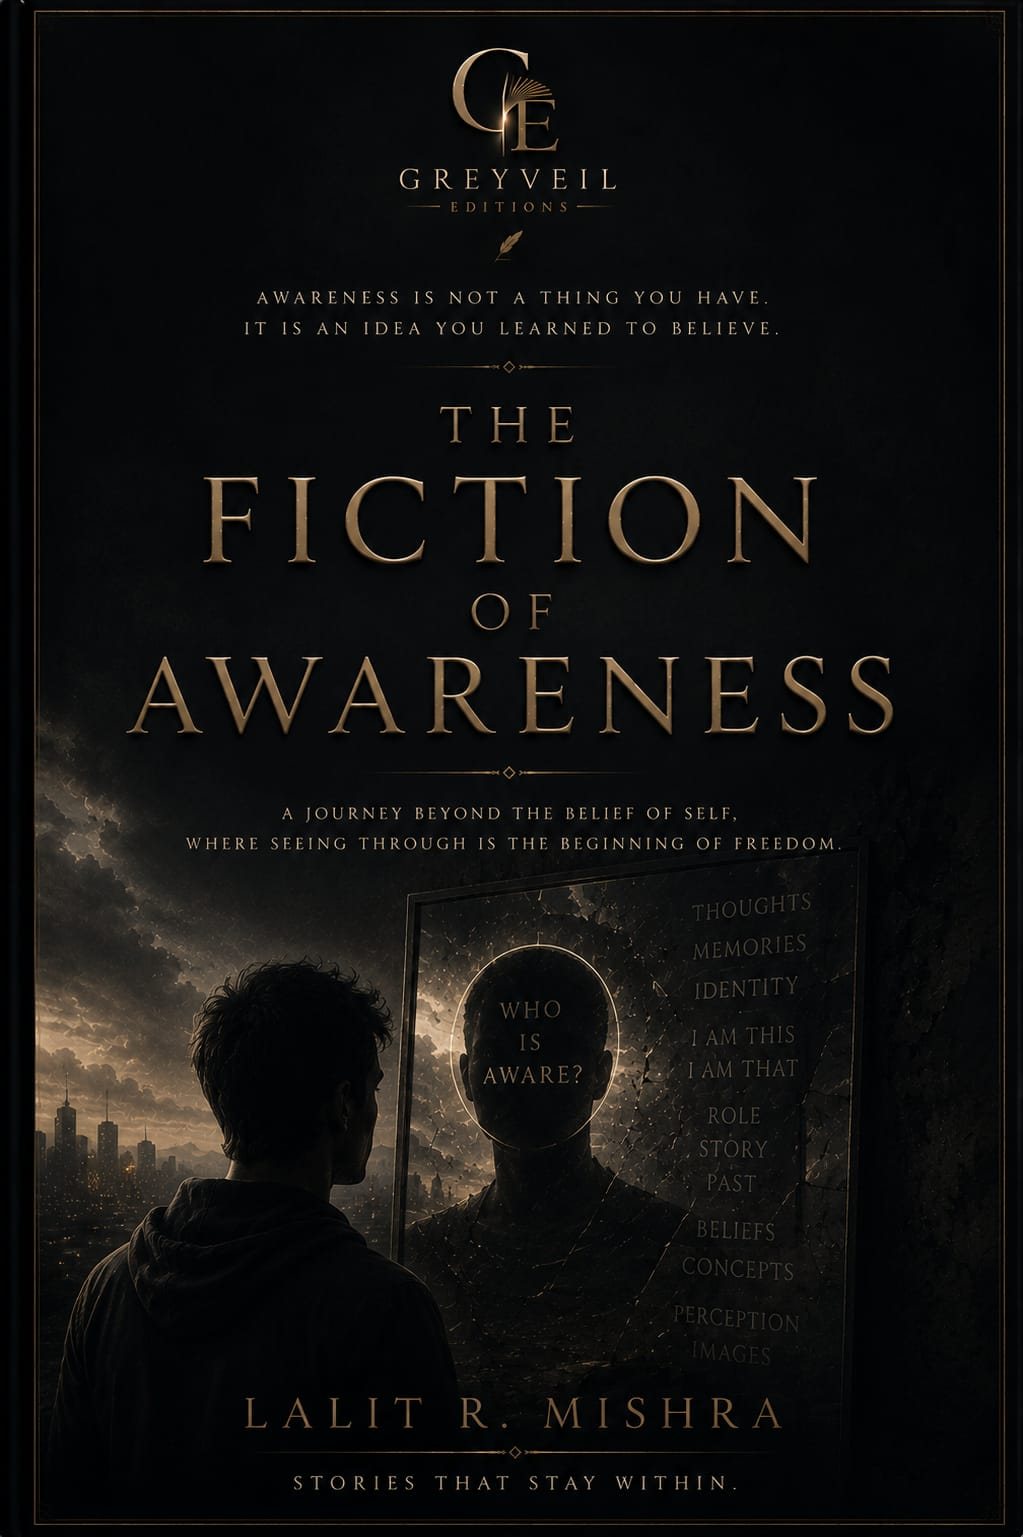 GE
GREYVEIL
EDITIONS
AWARENESS IS NOT A THING YOU HAVE.
IT IS AN IDEA YOU LEARNED TO BELIEVE.
THE
FICTION
OF
AWARENESS
A JOURNEY BEYOND THE BELIEF OF SELF,
WHERE SEEING THROUGH IS THE BEGINNING OF FREEDOM.
WHO
IS
AWARE?
THOUGHTS
MEMORIES
IDENTITY
I AM THIS
I AM THAT
ROLE
STORY
PAST
BELIEFS
CONCEPTS
PERCEPTION
IMAGES
LALIT R. MISHRA
STORIES THAT STAY WITHIN.